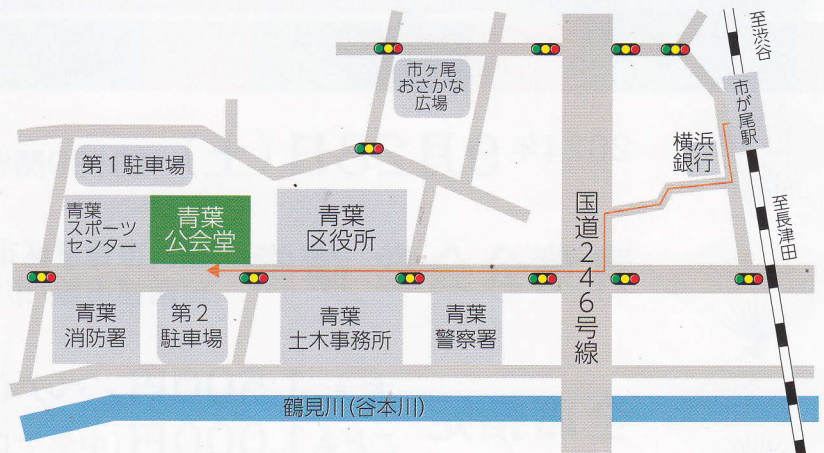 至渋谷
市が尾駅
市ヶ尾
おさかな
広場
横浜
銀行
第1駐車場
青葉
スポーツ
センター
青葉
公会堂
青葉
区役所
至長津田
国道246号線
青葉
消防署
第2
駐車場
青葉
土木事務所
青葉
警察署
鶴見川(谷本川)